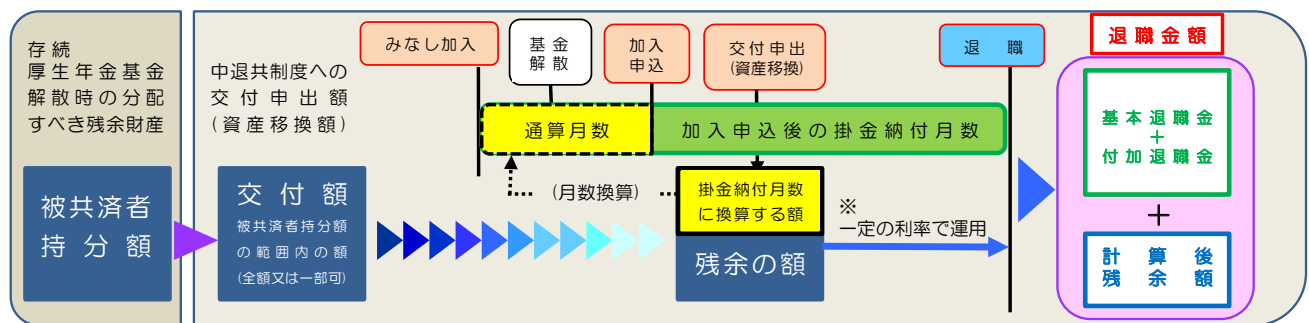 存続
厚生年金基金
解散時の分配
すべき残余財産
被共済者
持分額
中退共制度への
交付申出額
(資産移換額)
交付額
被共済者持分額
の範囲内の額
(全額又は一部可)
みなし加入
基金
解散
加入
申込
交付申出
(資産移換)
退職
通算月数
加入申込後の掛金納付月数
(月数換算)
掛金納付月数
に換算する額
残余の額
※
一定の利率で運用
退職金額
基本退職金
+
付加退職金
+
計算後
残余額